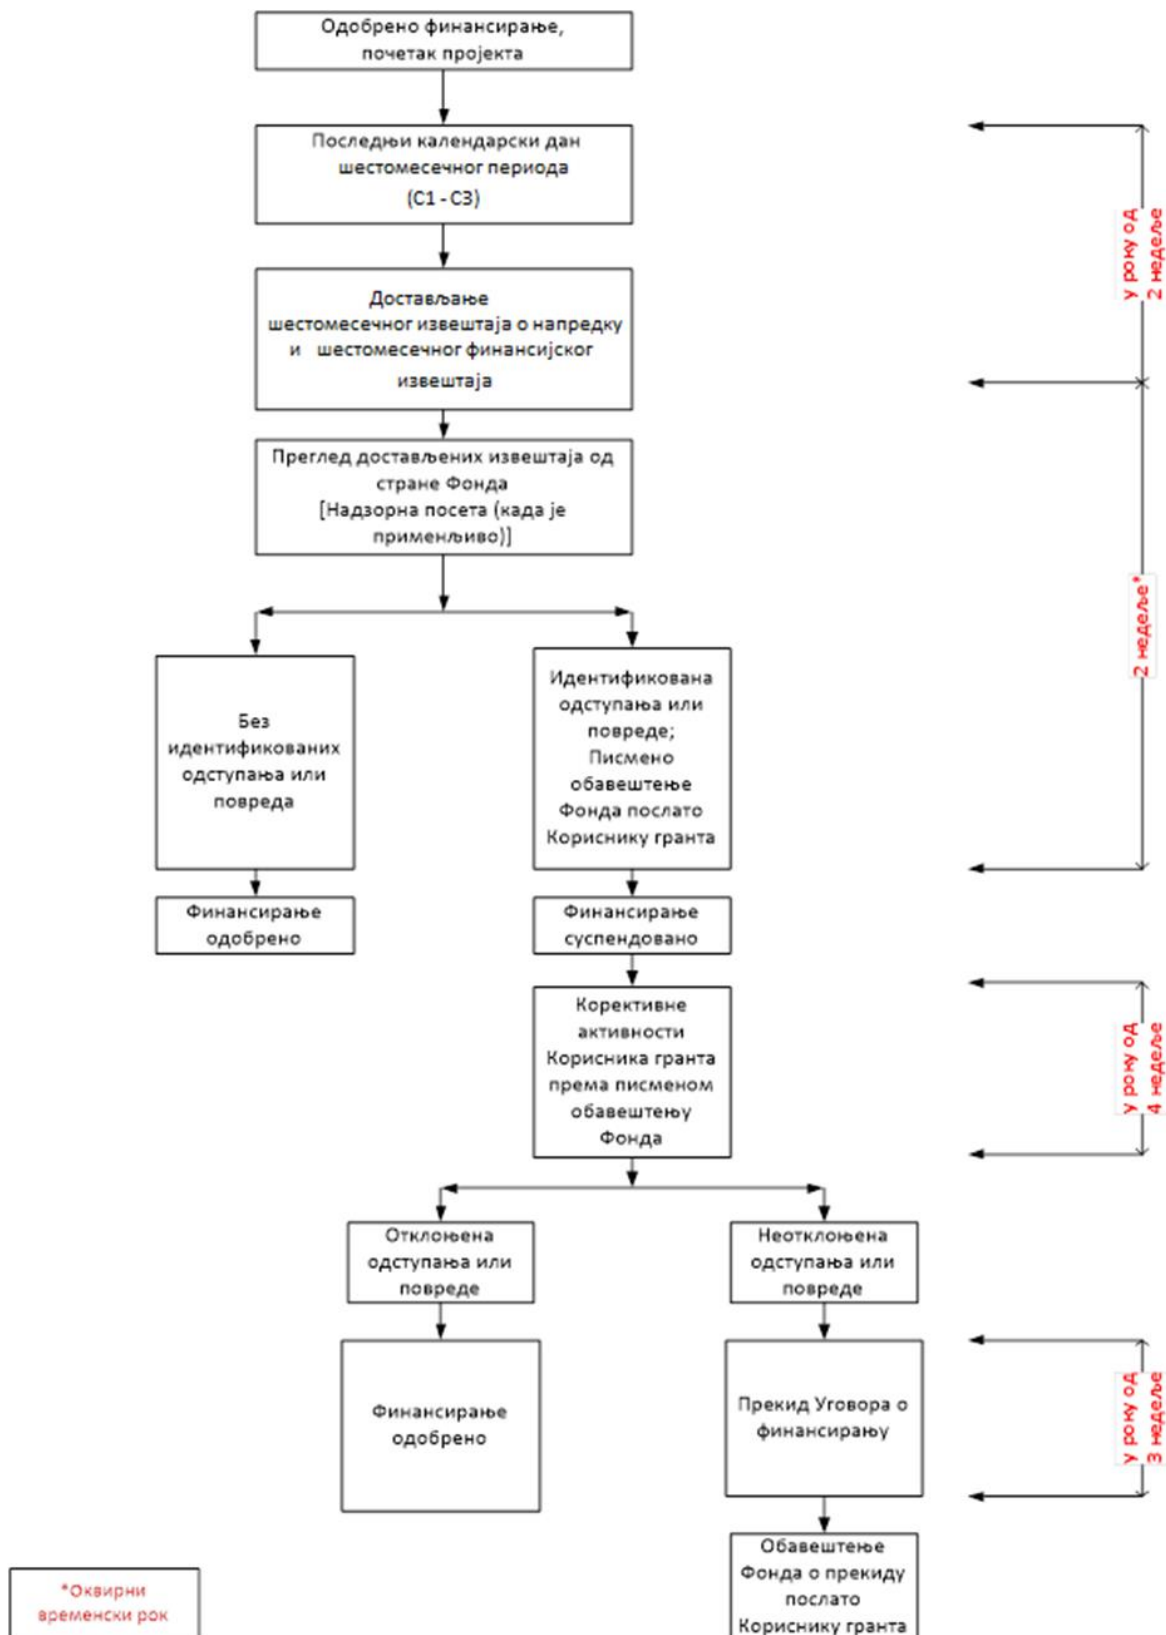 Одобрено финансирање,
почетак пројекта
Последњи календарски дан
шестомесечног периода
(С1 - С3)
у року од
2 недеље
Достављање
шестомесечног извештаја о напредку
и шестомесечног финансијског
извештаја
Преглед достављених извештаја од
стране Фонда
[Надзорна посета (када је
применљиво)]
2 недеље*
Без
идентификованих
одступања или
повреда
Идентификована
одступања или
повреде;
Писмено
обавештење
Фонда послато
Кориснику гранта
Финансирање
одобрено
Финансирање
суспендовано
Корективне
активности
Корисника гранта
према писменом
обавештењу
Фонда
у року од
4 недеље
Отклоњена
одступања или
повреде
Неотклоњена
одступања или
повреде
Финансирање
одобрено
Прекид Уговора о
финансирању
у року од
3 недеље
Обавештење
Фонда о прекиду
послато
Кориснику гранта
*Оквирни
временски рок